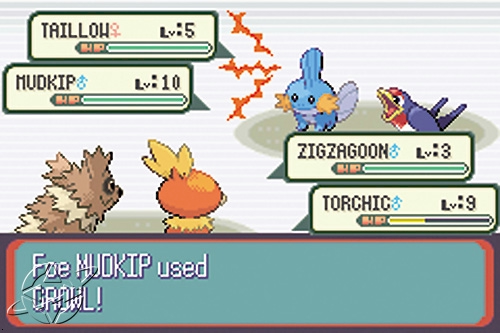 TAILLOW♀ Lv:5
HP
MUDKIP♂ Lv:10
HP
ZIGZAGOON♂ Lv:3
HP
TORCHIC♂ Lv:9
HP
Foe MUDKIP used
GROWL!